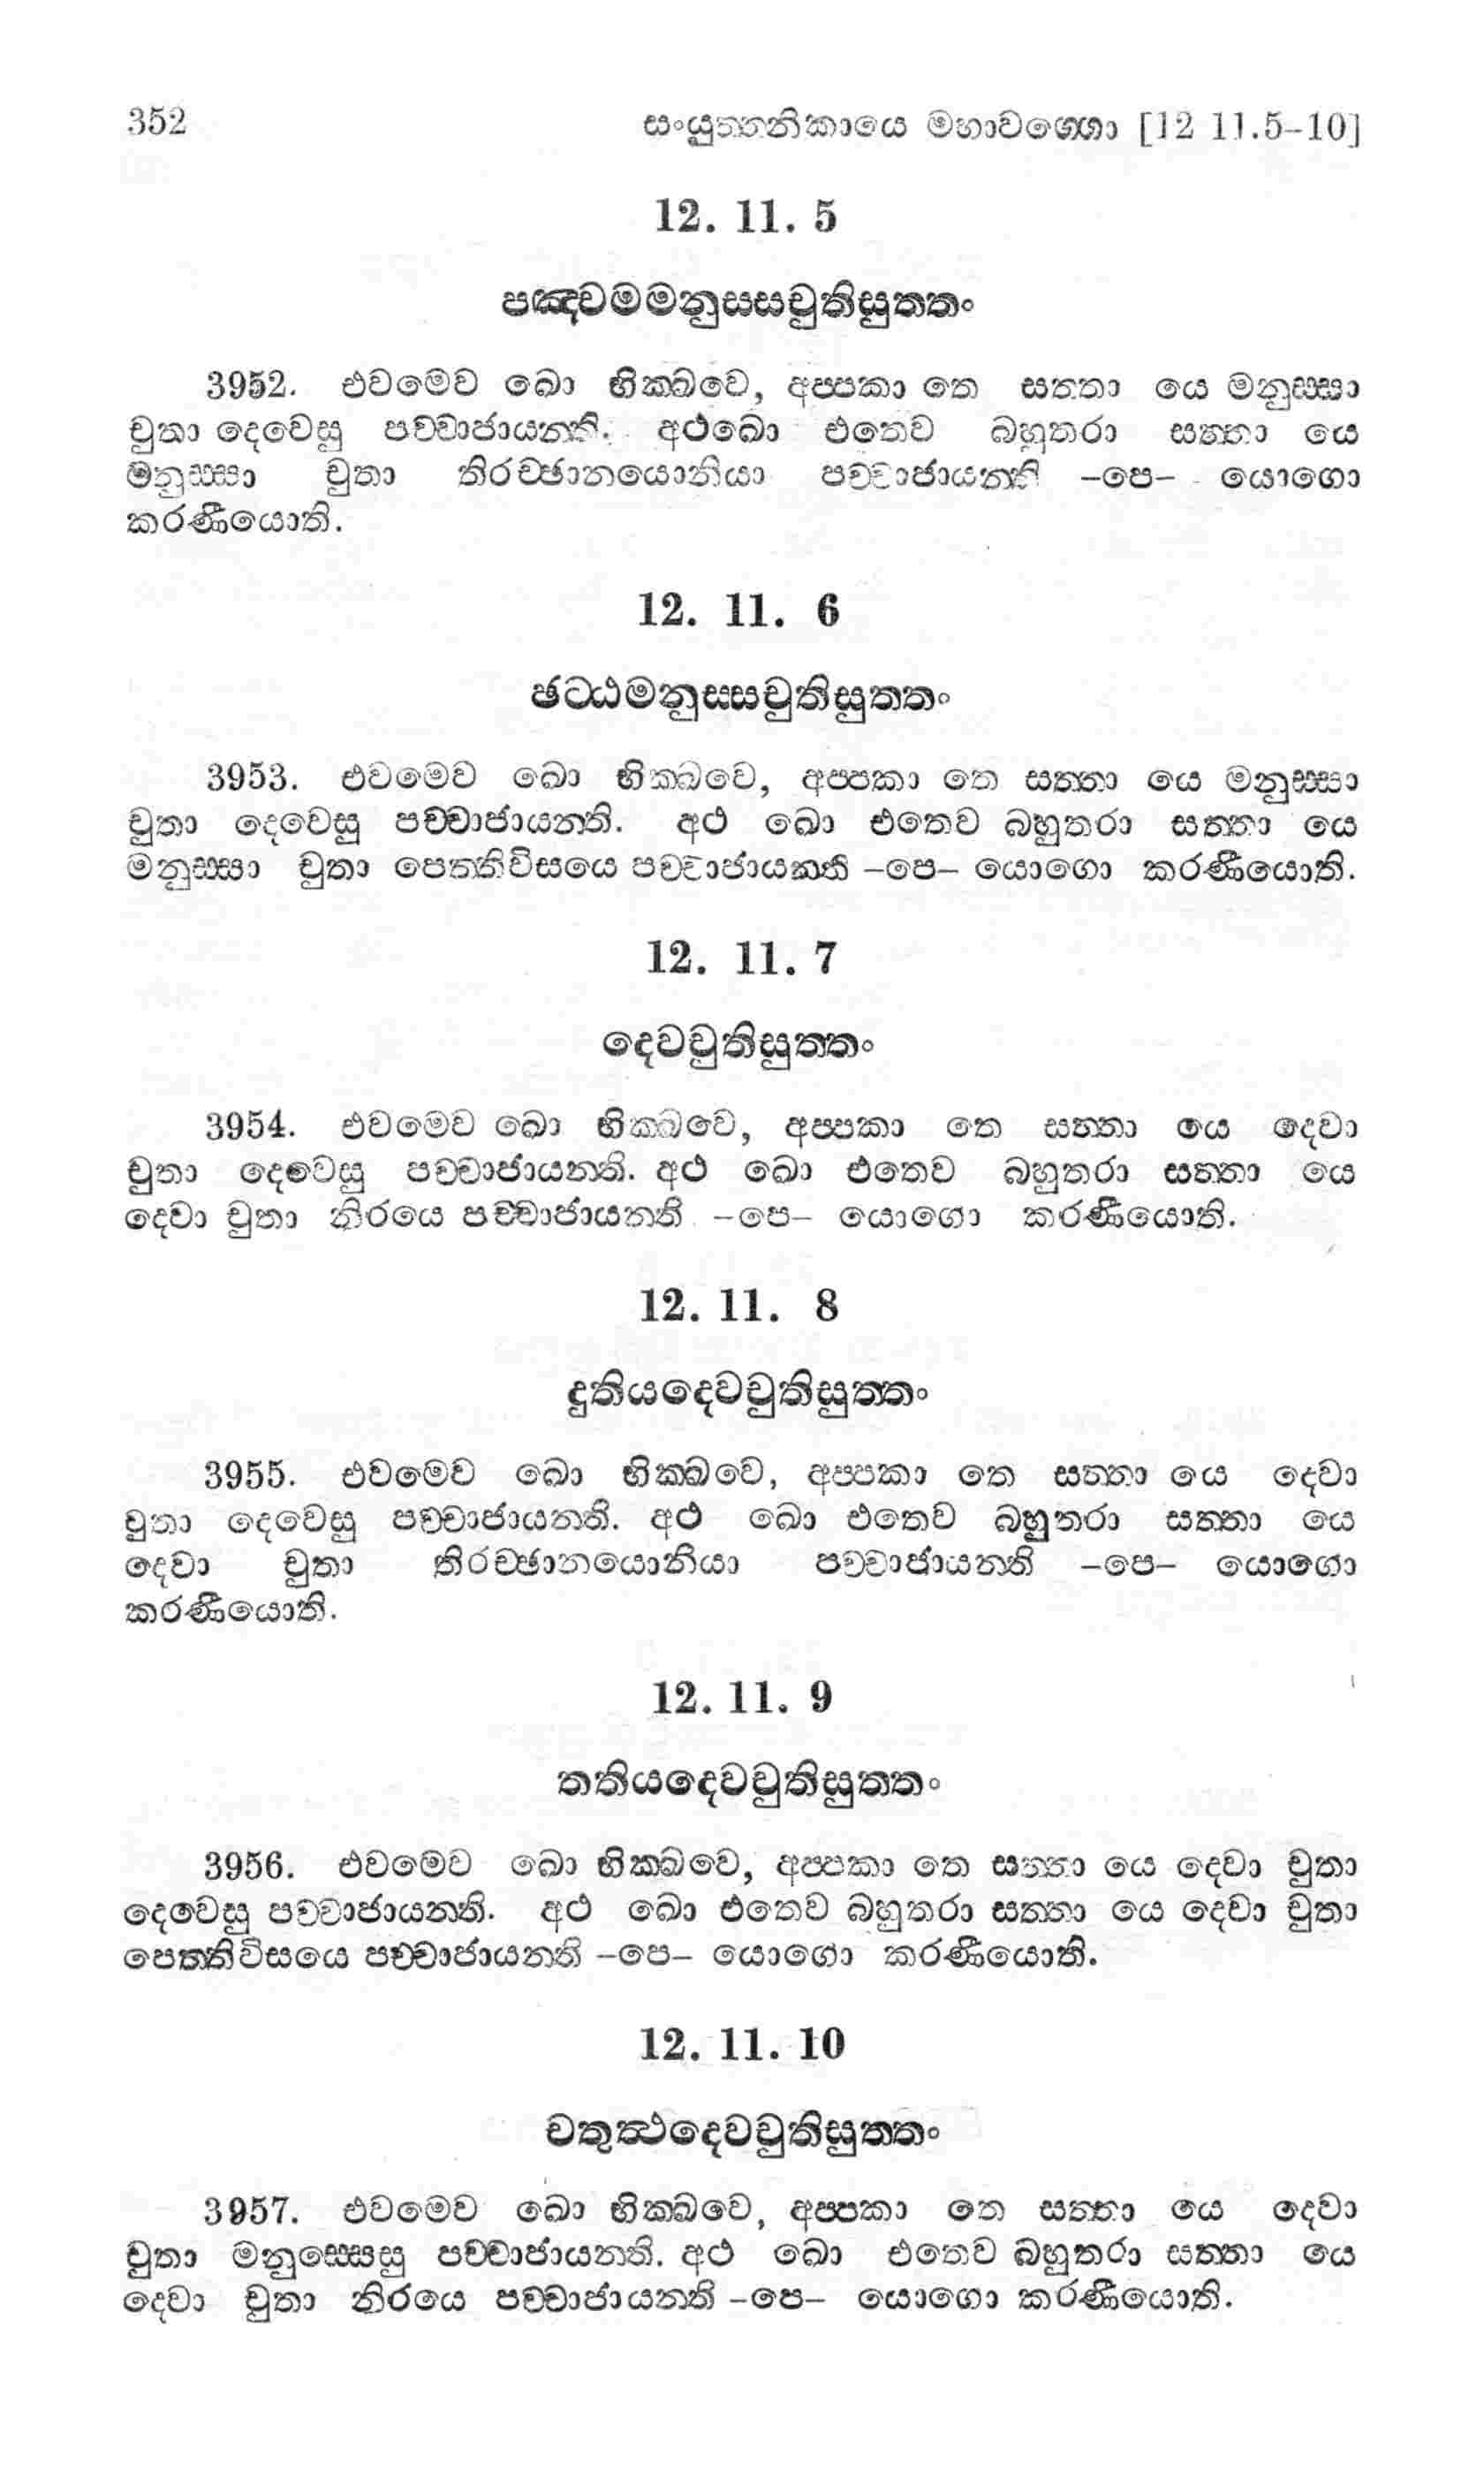 352 සංයුත්තනිකායෙ මහාවග්ගො [12 11.5–10]
12. 11. 5
පඤ්චමමනුස්සචුතිසුත්තං
3952. එවමෙව ඛො භික්ඛවෙ, අප්පකා තෙ සත්තා යෙ මනුස්සා
චුතා දෙවෙසු පච්චාජායන්ති. අථඛො එතෙව බහුතරා සත්තා යෙ
මනුස්සා චුතා තිරච්ඡානයොනියා පච්චාජායන්ති –පෙ– යොගො
කරණීයොති.
12. 11. 6
ඡට්ඨමනුස්සචුතිසුත්තං
3953. එවමෙව ඛො භික්ඛවෙ, අප්පකා තෙ සත්තා යෙ මනුස්සා
චුතා දෙවෙසු පච්චාජායන්ති. අථ ඛො එතෙව බහුතරා සත්තා යෙ
මනුස්සා චුතා පෙත්තිවිසයෙ පච්චාජායන්ති –පෙ– යොගො කරණීයොති.
12. 11. 7
දෙවචුතිසුත්තං
3954. එවමෙව ඛො භික්ඛවෙ, අප්පකා තෙ සත්තා යෙ දෙවා
චුතා දෙවෙසු පච්චාජායන්ති. අථ ඛො එතෙව බහුතරා සත්තා යෙ
දෙවා චුතා නිරයෙ පච්චාජායන්ති –පෙ– යොගො කරණීයොති.
12. 11. 8
දුතියදෙවචුතිසුත්තං
3955. එවමෙව ඛො භික්ඛවෙ, අප්පකා තෙ සත්තා යෙ දෙවා
චුතා දෙවෙසු පච්චාජායන්ති. අථ ඛො එතෙව බහුතරා සත්තා යෙ
දෙවා චුතා තිරච්ඡානයොනියා පච්චාජායන්ති –පෙ– යොගො
කරණීයොති.
12. 11. 9
තතියදෙවචුතිසුත්තං
3956. එවමෙව ඛො භික්ඛවෙ, අප්පකා තෙ සත්තා යෙ දෙවා චුතා
දෙවෙසු පච්චාජායන්ති. අථ ඛො එතෙව බහුතරා සත්තා යෙ දෙවා චුතා
පෙත්තිවිසයෙ පච්චාජායන්ති –පෙ– යොගො කරණීයොති.
12. 11. 10
චතුත්ථදෙවචුතිසුත්තං
3957. එවමෙව ඛො භික්ඛවෙ, අප්පකා තෙ සත්තා යෙ දෙවා
චුතා මනුස්සෙසු පච්චාජායන්ති. අථ ඛො එතෙව බහුතරා සත්තා යෙ
දෙවා චුතා නිරයෙ පච්චාජායන්ති –පෙ– යොගො කරණීයොති.